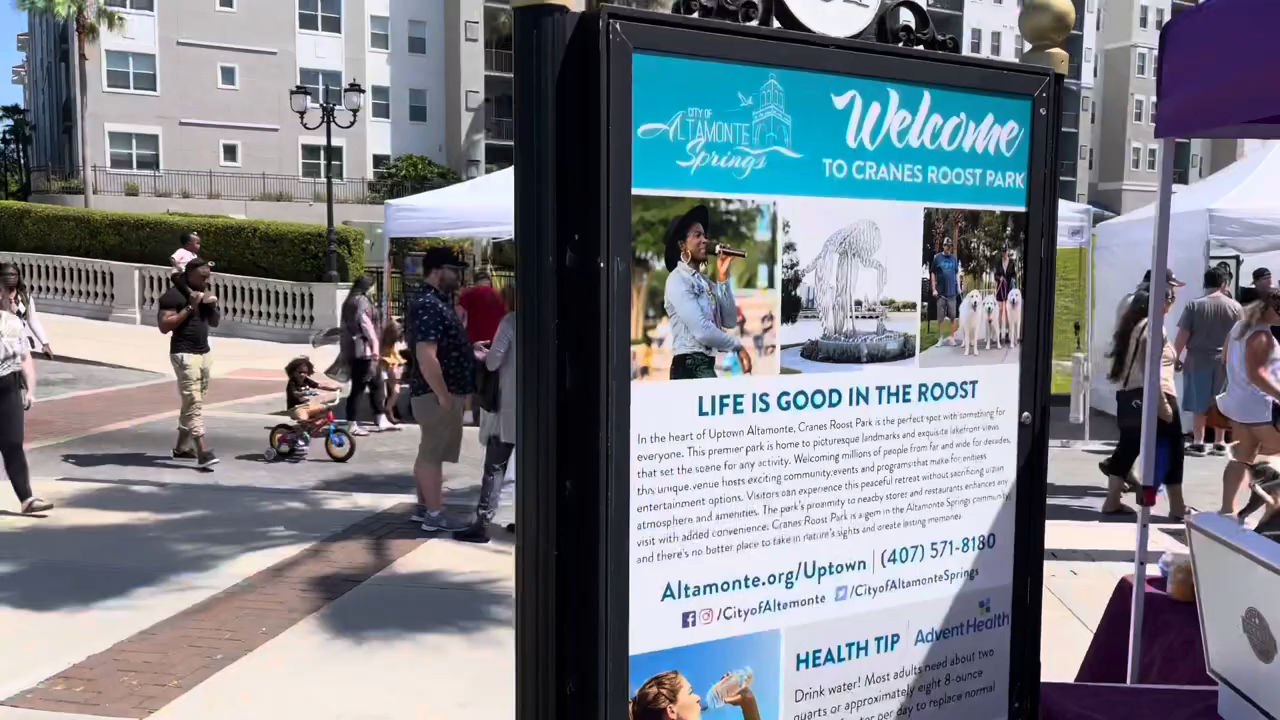 CITY OF
ALTAMONTE
Springs
Welcome
TO CRANES ROOST PARK
LIFE IS GOOD IN THE ROOST
In the heart of Uptown Altamonte, Cranes Roost Park is the perfect spot with something for
everyone. This premier park is home to picturesque landmarks and exquisite lakefront views
that set the scene for any activity. Welcoming millions of people from far and wide for decades,
this unique venue hosts exciting community events and programs that make for endless
entertainment options. Visitors can experience this peaceful retreat without sacrificing urban
atmosphere and amenities. The park's proximity to nearby stores and restaurants enhances any
visit with added convenience. Cranes Roost Park is a gem in the Altamonte Springs community
and there's no better place to take in nature's sights and create lasting memories.
Altamonte.org/Uptown | (407) 571-8180
/CityofAltamonte /CityofAltamonteSprings
HEALTH TIP | AdventHealth
Drink water! Most adults need about two
quarts or approximately eight 8-ounce
per day to replace normal